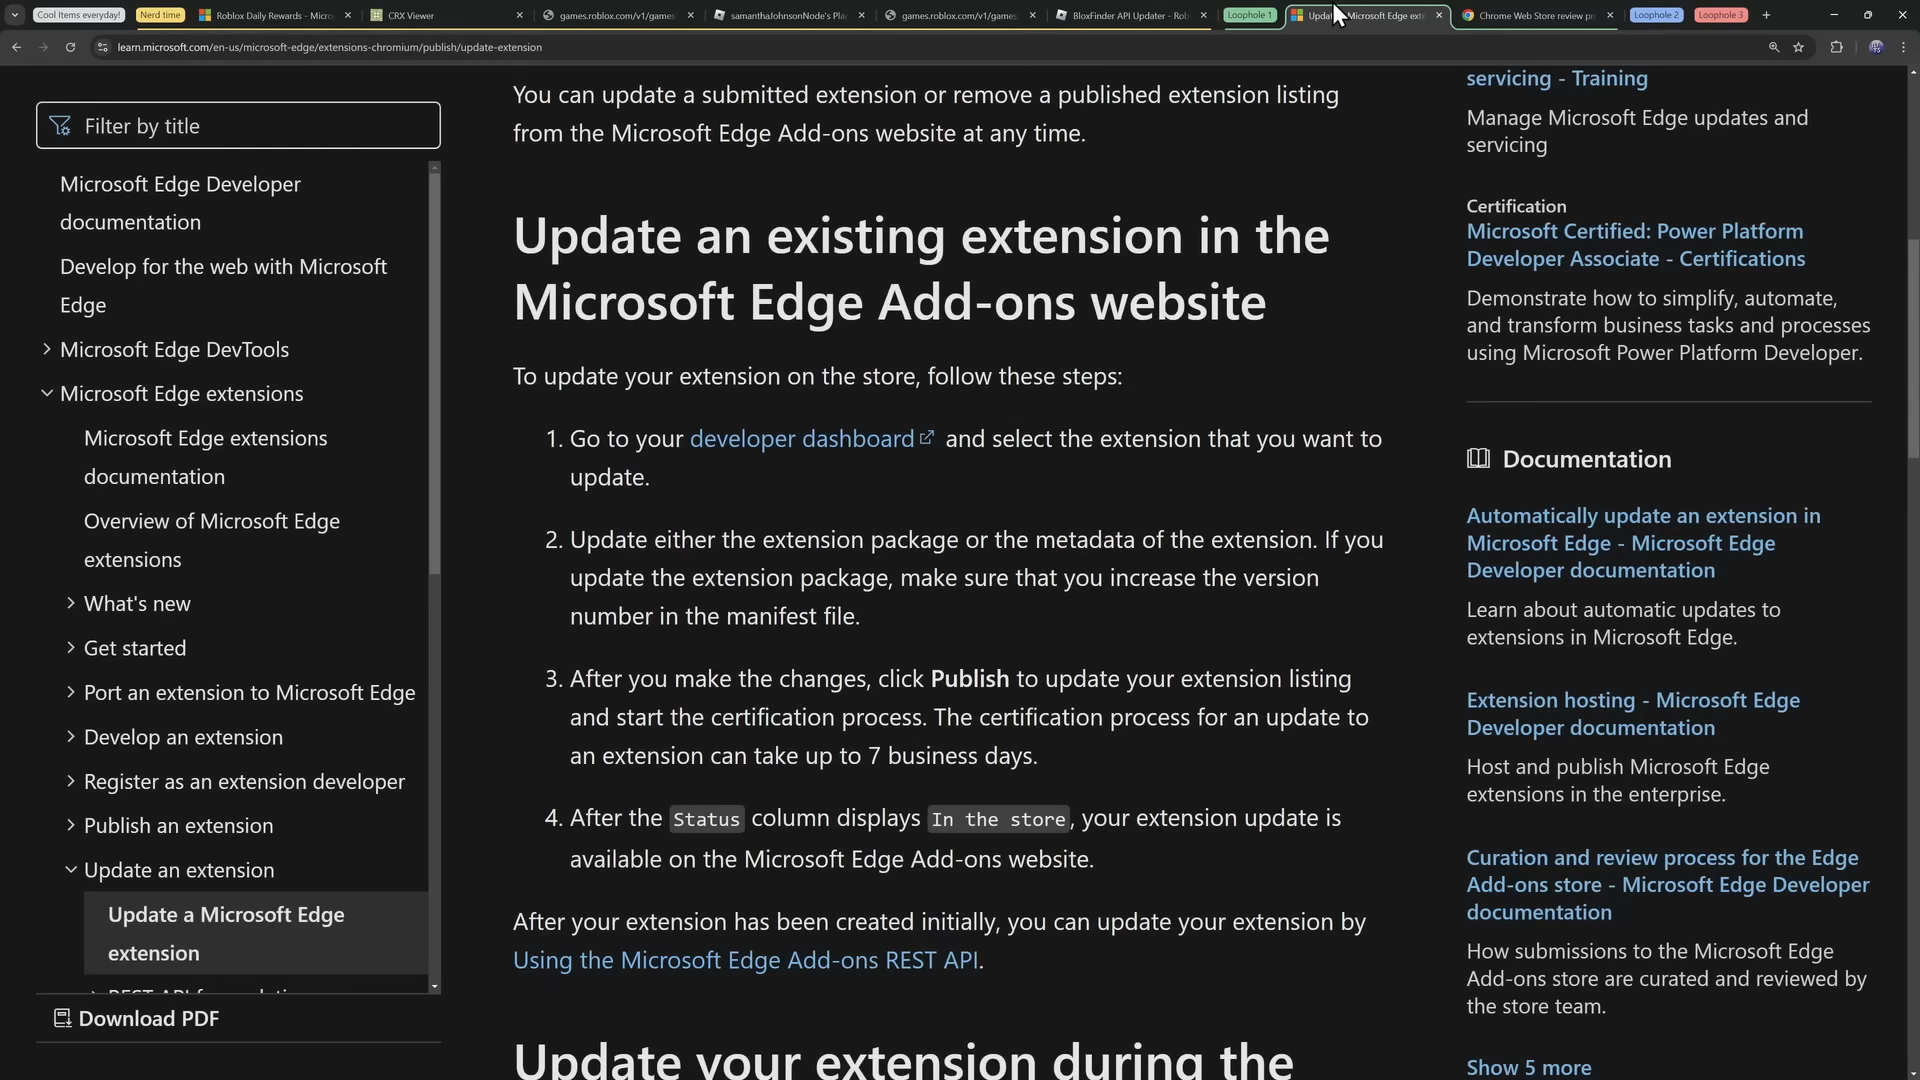 Cool items everyday!
Nerd time
Roblox Daily Rewards - Micro
CRX Viewer
games.roblox.com/v1/games
samanthaJohnsonNode's Pla
games.roblox.com/v1/games
BloxFinder API Updater - Rob
Loophole 1
Microsoft Edge exte
Chrome Web Store review pr
Loophole 2
Loophole 3
learn.microsoft.com/en-us/microsoft-edge/extensions-chromium/publish/update-extension
Filter by title
Microsoft Edge Developer
documentation
Develop for the web with Microsoft
Edge
Microsoft Edge DevTools
Microsoft Edge extensions
Microsoft Edge extensions
documentation
Overview of Microsoft Edge
extensions
What's new
Get started
Port an extension to Microsoft Edge
Develop an extension
Register as an extension developer
Publish an extension
Update an extension
Update a Microsoft Edge
extension
Download PDF
You can update a submitted extension or remove a published extension listing
from the Microsoft Edge Add-ons website at any time.
Update an existing extension in the
Microsoft Edge Add-ons website
To update your extension on the store, follow these steps:
1. Go to your developer dashboard and select the extension that you want to
update.
2. Update either the extension package or the metadata of the extension. If you
update the extension package, make sure that you increase the version
number in the manifest file.
3. After you make the changes, click Publish to update your extension listing
and start the certification process. The certification process for an update to
an extension can take up to 7 business days.
4. After the Status column displays In the store, your extension update is
available on the Microsoft Edge Add-ons website.
After your extension has been created initially, you can update your extension by
Using the Microsoft Edge Add-ons REST API.
Update your extension during the
servicing - Training
Manage Microsoft Edge updates and
servicing
Certification
Microsoft Certified: Power Platform
Developer Associate - Certifications
Demonstrate how to simplify, automate,
and transform business tasks and processes
using Microsoft Power Platform Developer.
Documentation
Automatically update an extension in
Microsoft Edge - Microsoft Edge
Developer documentation
Learn about automatic updates to
extensions in Microsoft Edge.
Extension hosting - Microsoft Edge
Developer documentation
Host and publish Microsoft Edge
extensions in the enterprise.
Curation and review process for the Edge
Add-ons store - Microsoft Edge Developer
documentation
How submissions to the Microsoft Edge
Add-ons store are curated and reviewed by
the store team.
Show 5 more